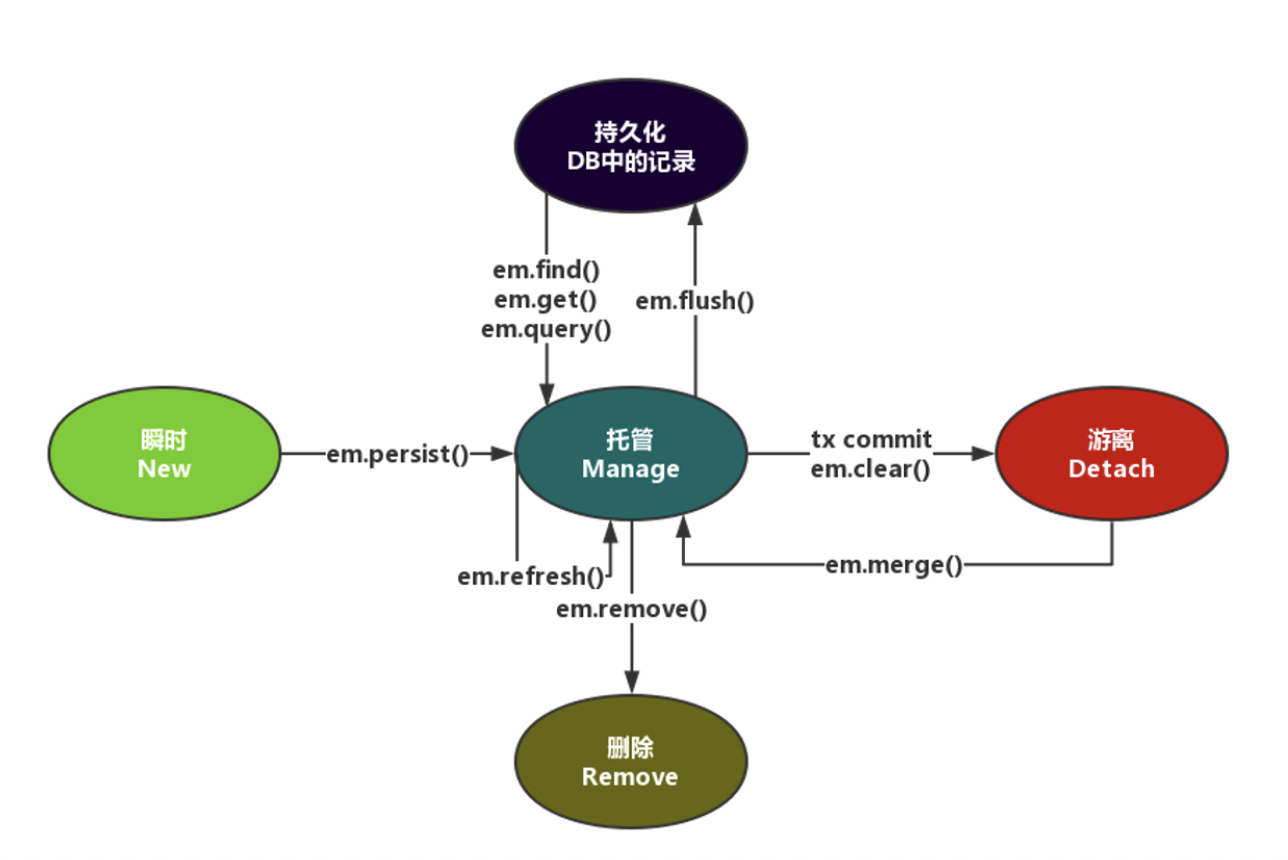 持久化
DB中的记录
em.find()
em.get()
em.query()
em.flush()
瞬时
New
em.persist()
托管
Manage
tx commit
em.clear()
游离
Detach
em.merge()
em.refresh()
em.remove()
删除
Remove